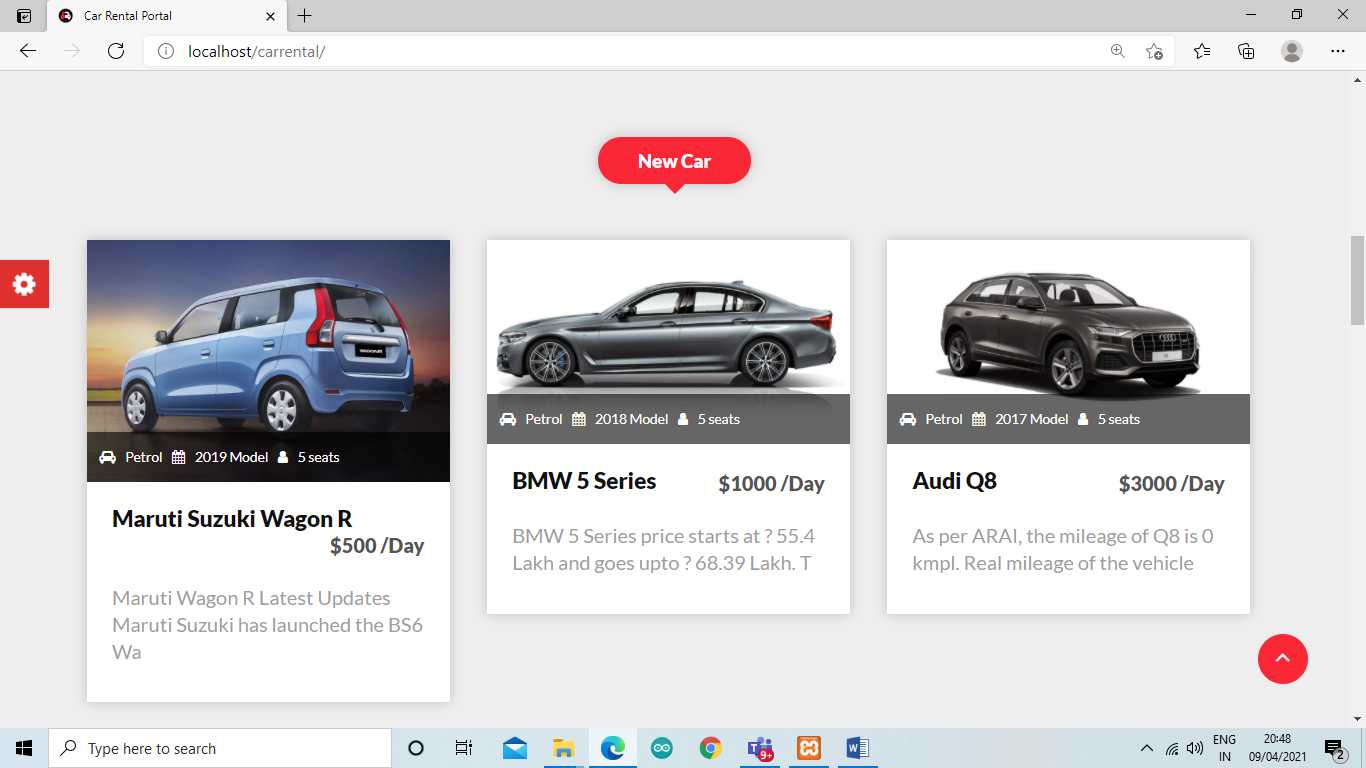 Car Rental Portal
localhost/carrental/
New Car
WAGONR
Petrol 2019 Model 5 seats
Maruti Suzuki Wagon R
$500 /Day
Maruti Wagon R Latest Updates
Maruti Suzuki has launched the BS6
Wa
Petrol 2018 Model 5 seats
BMW 5 Series $1000 /Day
BMW 5 Series price starts at ? 55.4
Lakh and goes upto ? 68.39 Lakh. T
Petrol 2017 Model 5 seats
Audi Q8 $3000 /Day
As per ARAI, the mileage of Q8 is 0
kmpl. Real mileage of the vehicle
Type here to search
9+
ENG
IN
20:48
09/04/2021
2